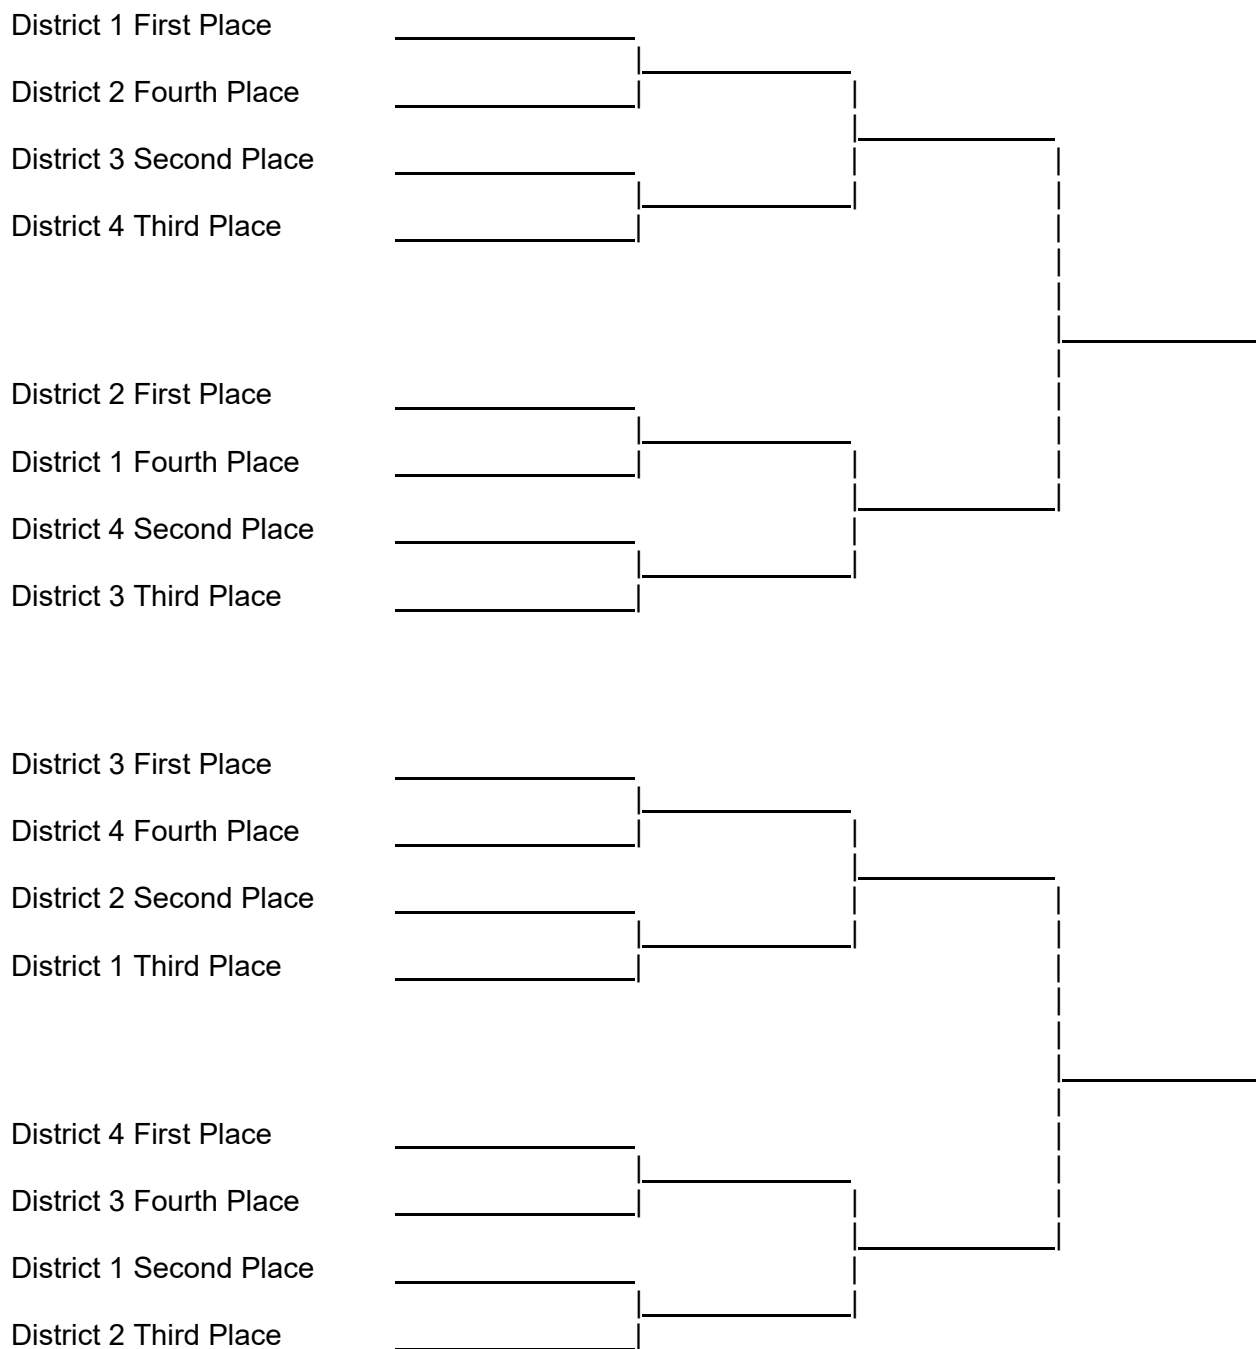 District 1 First Place
District 2 Fourth Place
District 3 Second Place
District 4 Third Place
District 2 First Place
District 1 Fourth Place
District 4 Second Place
District 3 Third Place
District 3 First Place
District 4 Fourth Place
District 2 Second Place
District 1 Third Place
District 4 First Place
District 3 Fourth Place
District 1 Second Place
District 2 Third Place